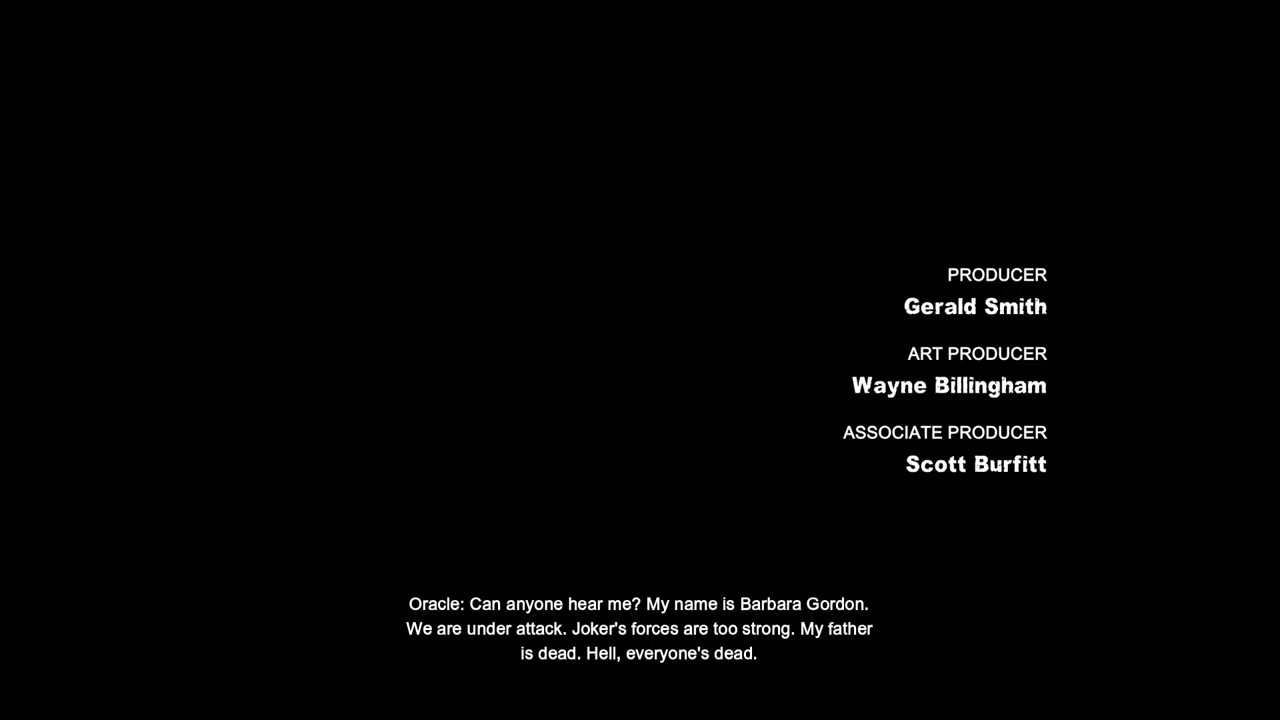 PRODUCER
Gerald Smith
ART PRODUCER
Wayne Billingham
ASSOCIATE PRODUCER
Scott Burfitt
Oracle: Can anyone hear me? My name is Barbara Gordon.
We are under attack. Joker's forces are too strong. My father
is dead. Hell, everyone's dead.